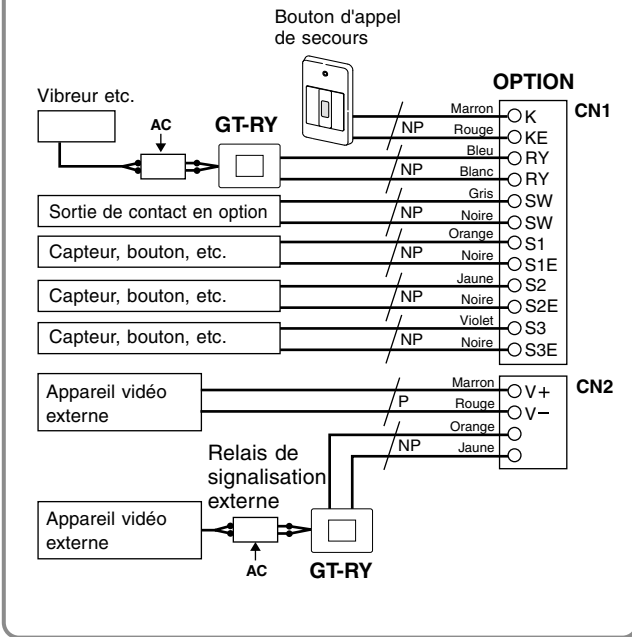 Bouton d'appel
de secours
OPTION
Vibreur etc.
AC
GT-RY
Marron
K
CN1
NP
Rouge
KE
Bleu
RY
NP
Blanc
RY
Gris
SW
Sortie de contact en option
NP
Noire
SW
Orange
S1
Capteur, bouton, etc.
NP
Noire
S1E
Jaune
S2
Capteur, bouton, etc.
NP
Noire
S2E
Violet
S3
Capteur, bouton, etc.
NP
Noire
S3E
Appareil vidéo
externe
Marron
V+
CN2
P
Rouge
V−
Orange
NP
Jaune
Relais de
signalisation
externe
Appareil vidéo
externe
AC
GT-RY